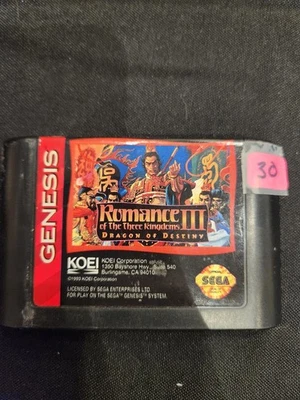 GENESIS
吳
蜀
30
Romance III
of The Three Kingdoms
DRAGON OF DESTINY
KOEI
KOEI Corporation
1350 Bayshore Hwy., Suite 540
Burlingame, CA 94010
©1993 KOEI Corporation
LICENSED BY SEGA ENTERPRISES LTD
FOR PLAY ON THE SEGA™ GENESIS™ SYSTEM.
SEGA